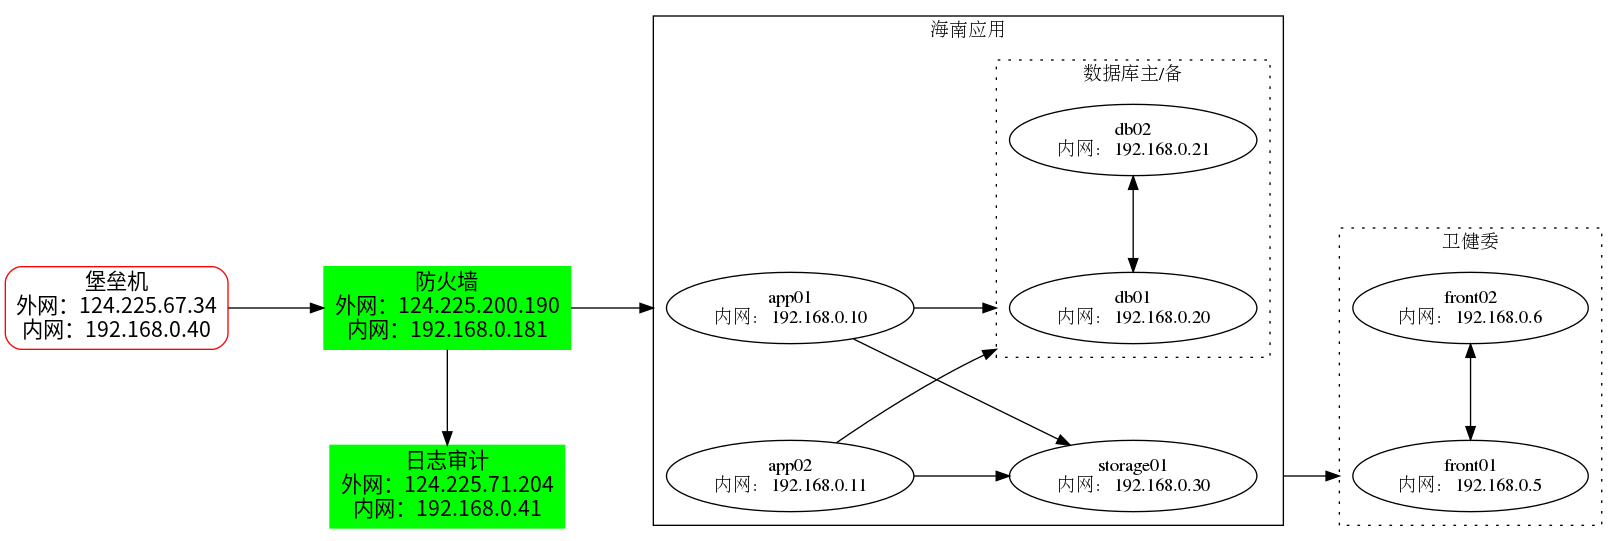 堡垒机
外网：124.225.67.34
内网：192.168.0.40
防火墙
外网：124.225.200.190
内网：192.168.0.181
日志审计
外网：124.225.71.204
内网：192.168.0.41
海南应用
app01
内网：192.168.0.10
app02
内网：192.168.0.11
数据库主/备
db02
内网：192.168.0.21
db01
内网：192.168.0.20
storage01
内网：192.168.0.30
卫健委
front02
内网：192.168.0.6
front01
内网：192.168.0.5